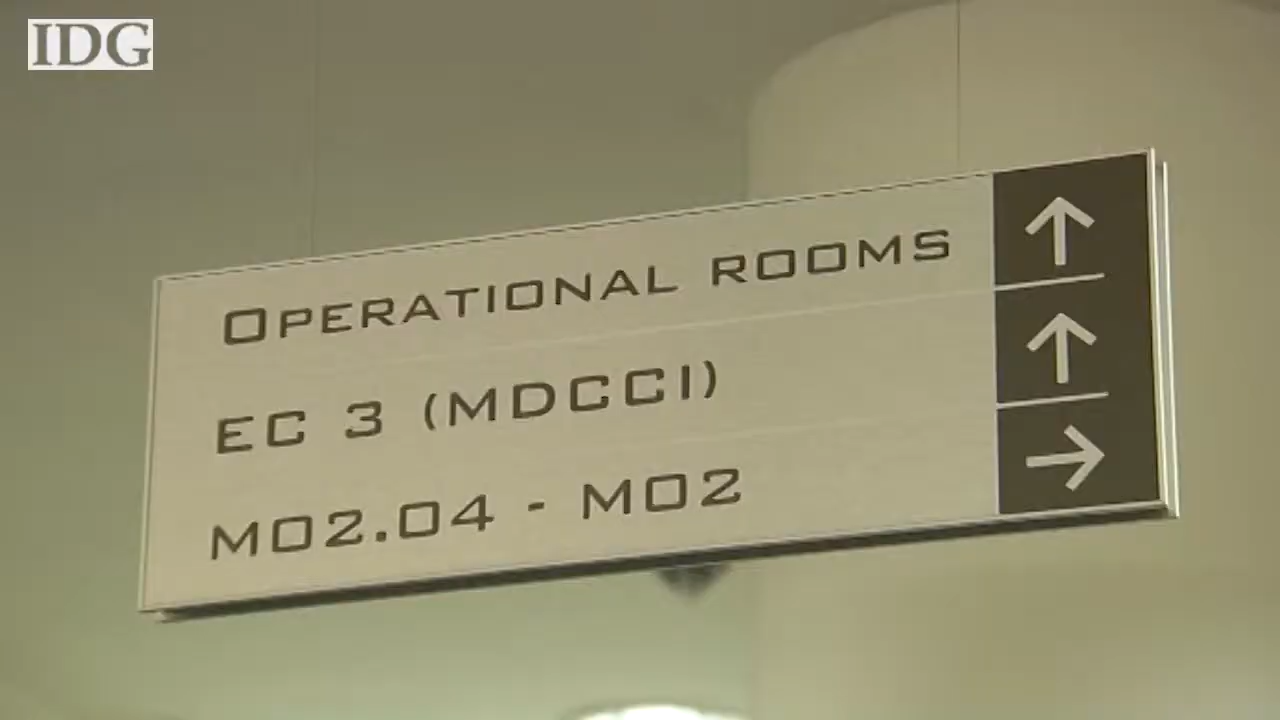 IDG
OPERATIONAL ROOMS
EC 3 (MDCCI)
M02.04 - M02